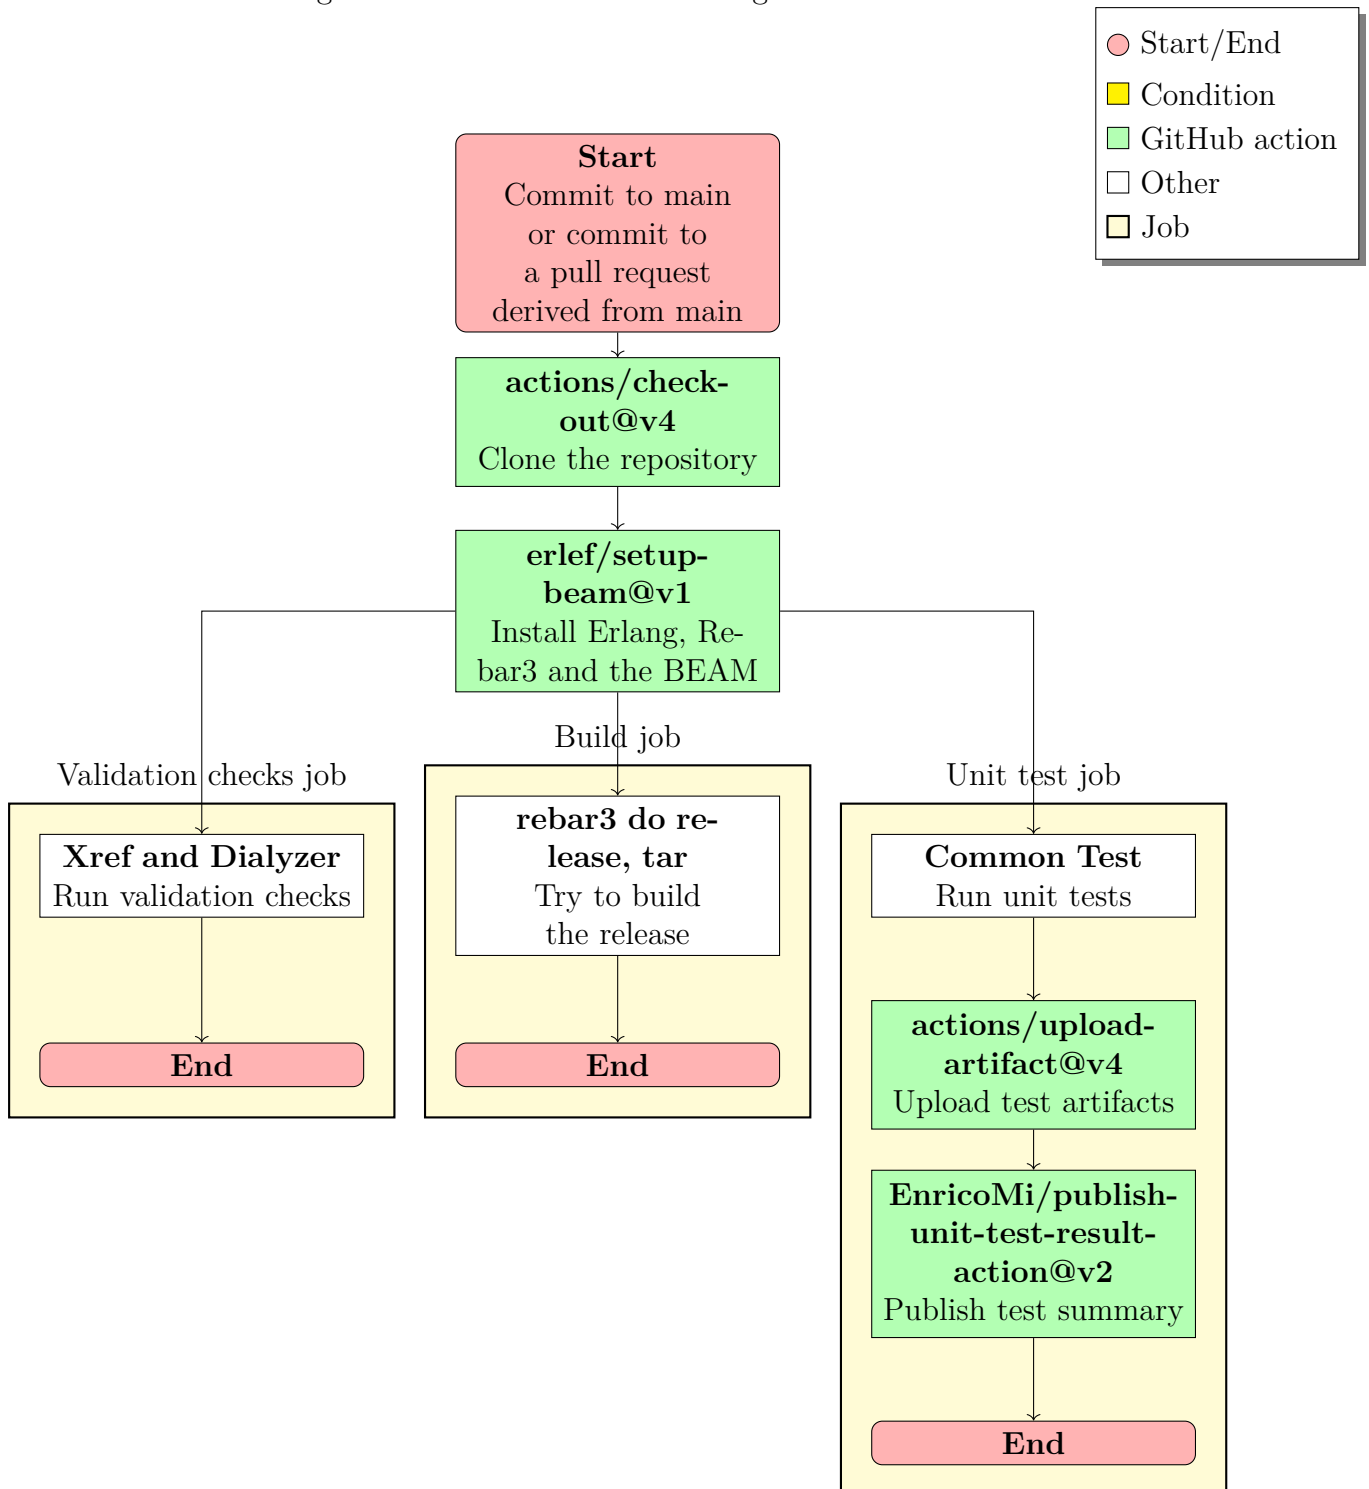 Start/End
Condition
GitHub action
Other
Job
Start
Commit to main
or commit to
a pull request
derived from main
actions/check-
out@v4
Clone the repository
erlef/setup-
beam@v1
Install Erlang, Re-
bar3 and the BEAM
Build job
Validation checks job
Unit test job
Xref and Dialyzer
Run validation checks
End
rebar3 do re-
lease, tar
Try to build
the release
End
Common Test
Run unit tests
actions/upload-
artifact@v4
Upload test artifacts
EnricoMi/publish-
unit-test-result-
action@v2
Publish test summary
End